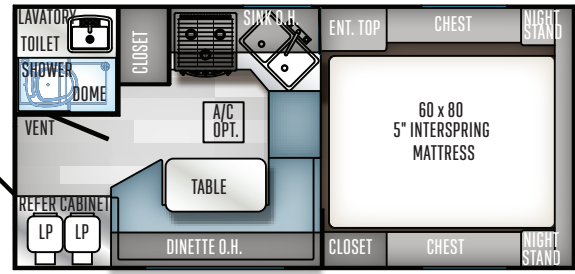 LAVATORY
TOILET
SHOWER
DOME
VENT
CLOSET
SINK O.H.
A/C
OPT.
TABLE
REFER CABINET
LP
LP
DINETTE O.H.
ENT. TOP
CHEST
NIGHT
STAND
60 x 80
5" INTERSPRING
MATTRESS
CLOSET
CHEST
NIGHT
STAND